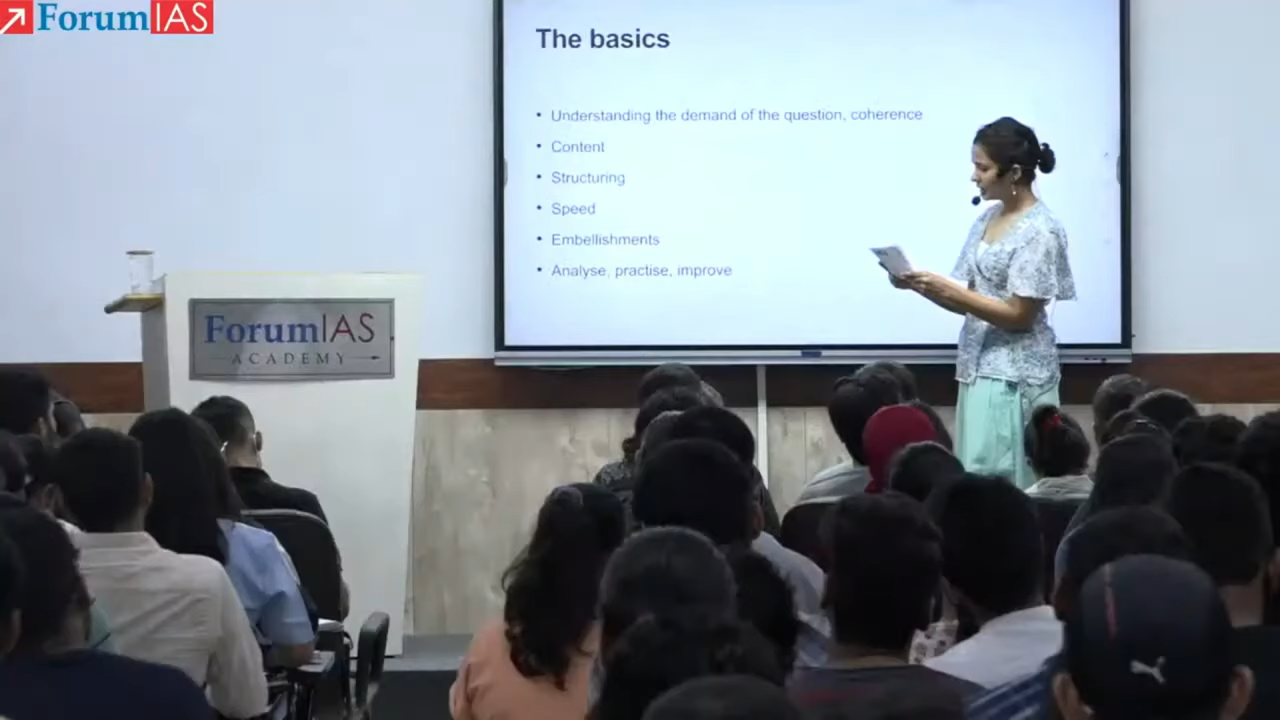 ForumIAS
The basics
• Understanding the demand of the question, coherence
• Content
• Structuring
• Speed
• Embellishments
• Analyse, practise, improve
ForumIAS
ACADEMY